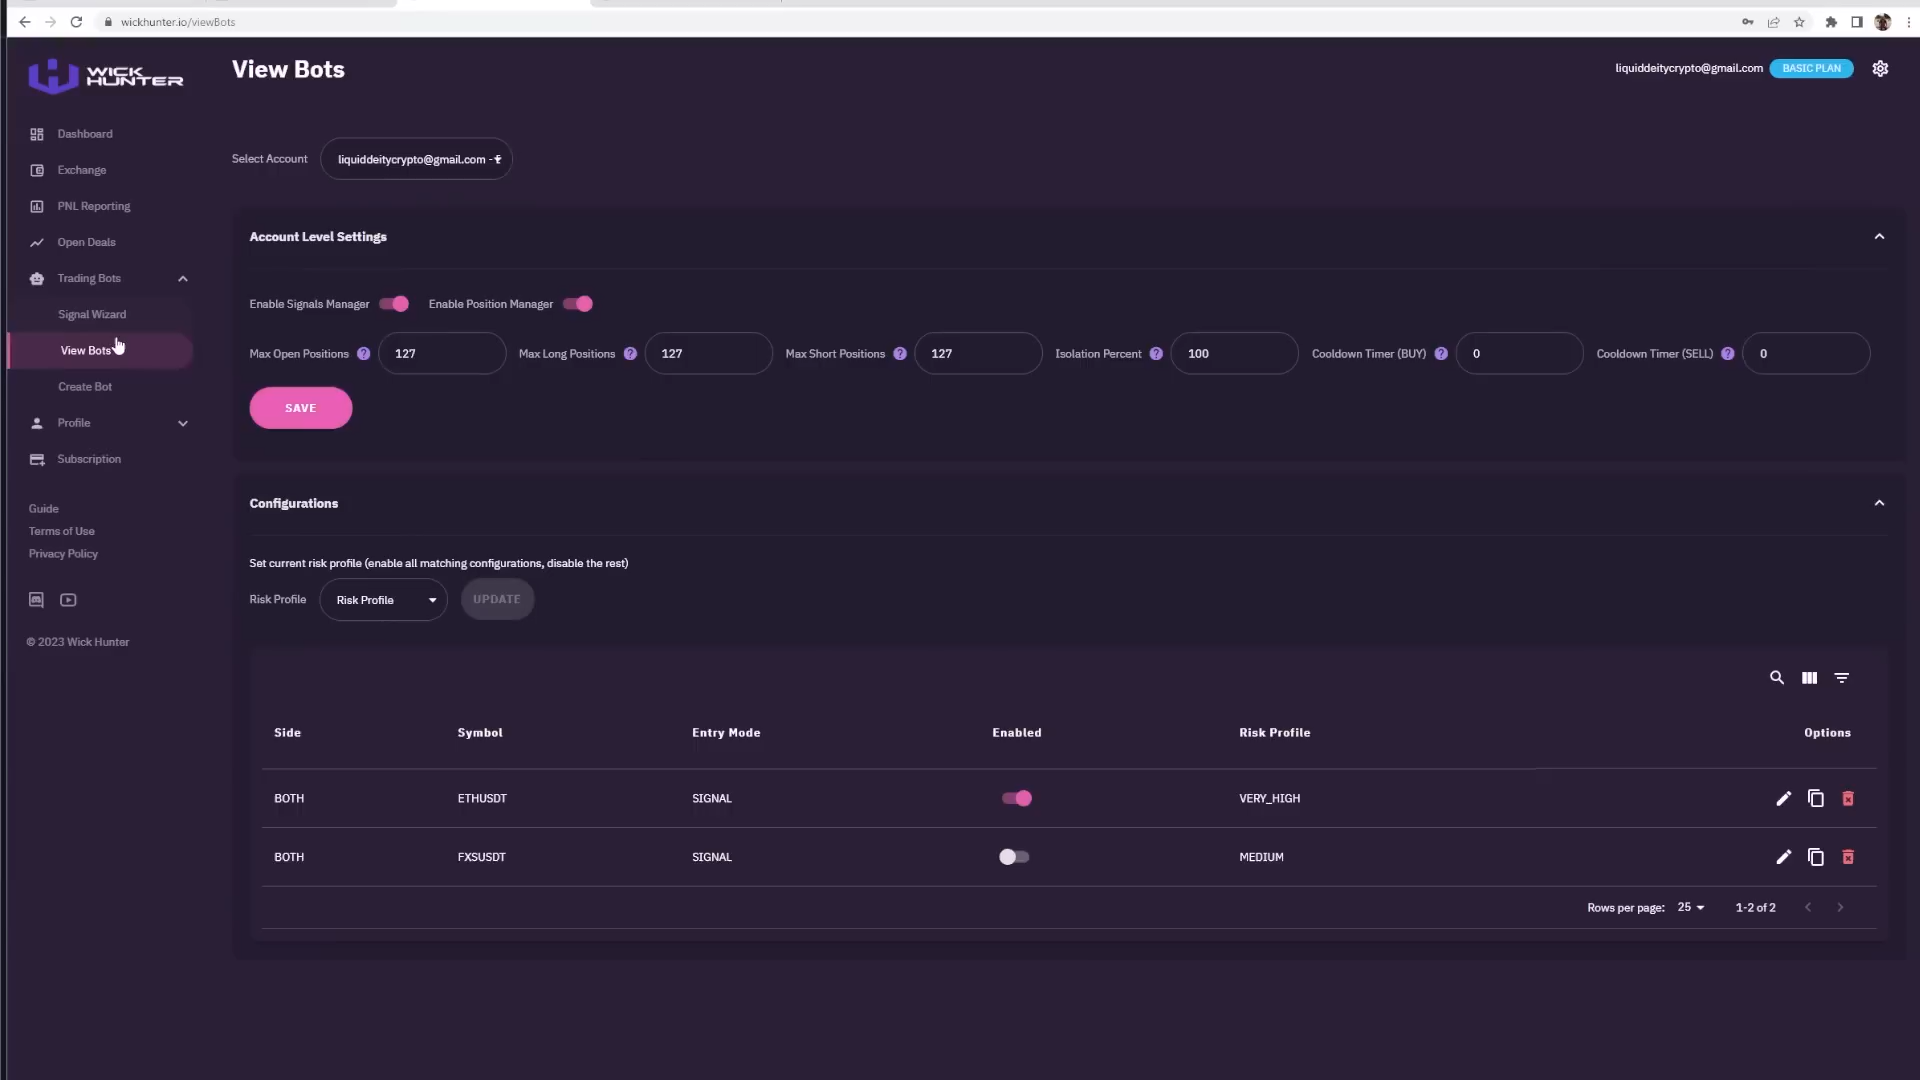 wickhunter.io/viewBots
WICK HUNTER
View Bots
liquiddeitycrypto@gmail.com BASIC PLAN
Dashboard
Exchange
PNL Reporting
Open Deals
Trading Bots
Signal Wizard
View Bots
Create Bot
Profile
Subscription
Guide
Terms of Use
Privacy Policy
© 2023 Wick Hunter
Select Account liquiddeitycrypto@gmail.com -
Account Level Settings
Enable Signals Manager Enable Position Manager
Max Open Positions ? 127 Max Long Positions ? 127 Max Short Positions ? 127 Isolation Percent ? 100 Cooldown Timer (BUY) ? 0 Cooldown Timer (SELL) ? 0
SAVE
Configurations
Set current risk profile (enable all matching configurations, disable the rest)
Risk Profile Risk Profile UPDATE
Side Symbol Entry Mode Enabled Risk Profile Options
BOTH ETHUSDT SIGNAL VERY_HIGH
BOTH FXSUSDT SIGNAL MEDIUM
Rows per page: 25 1-2 of 2